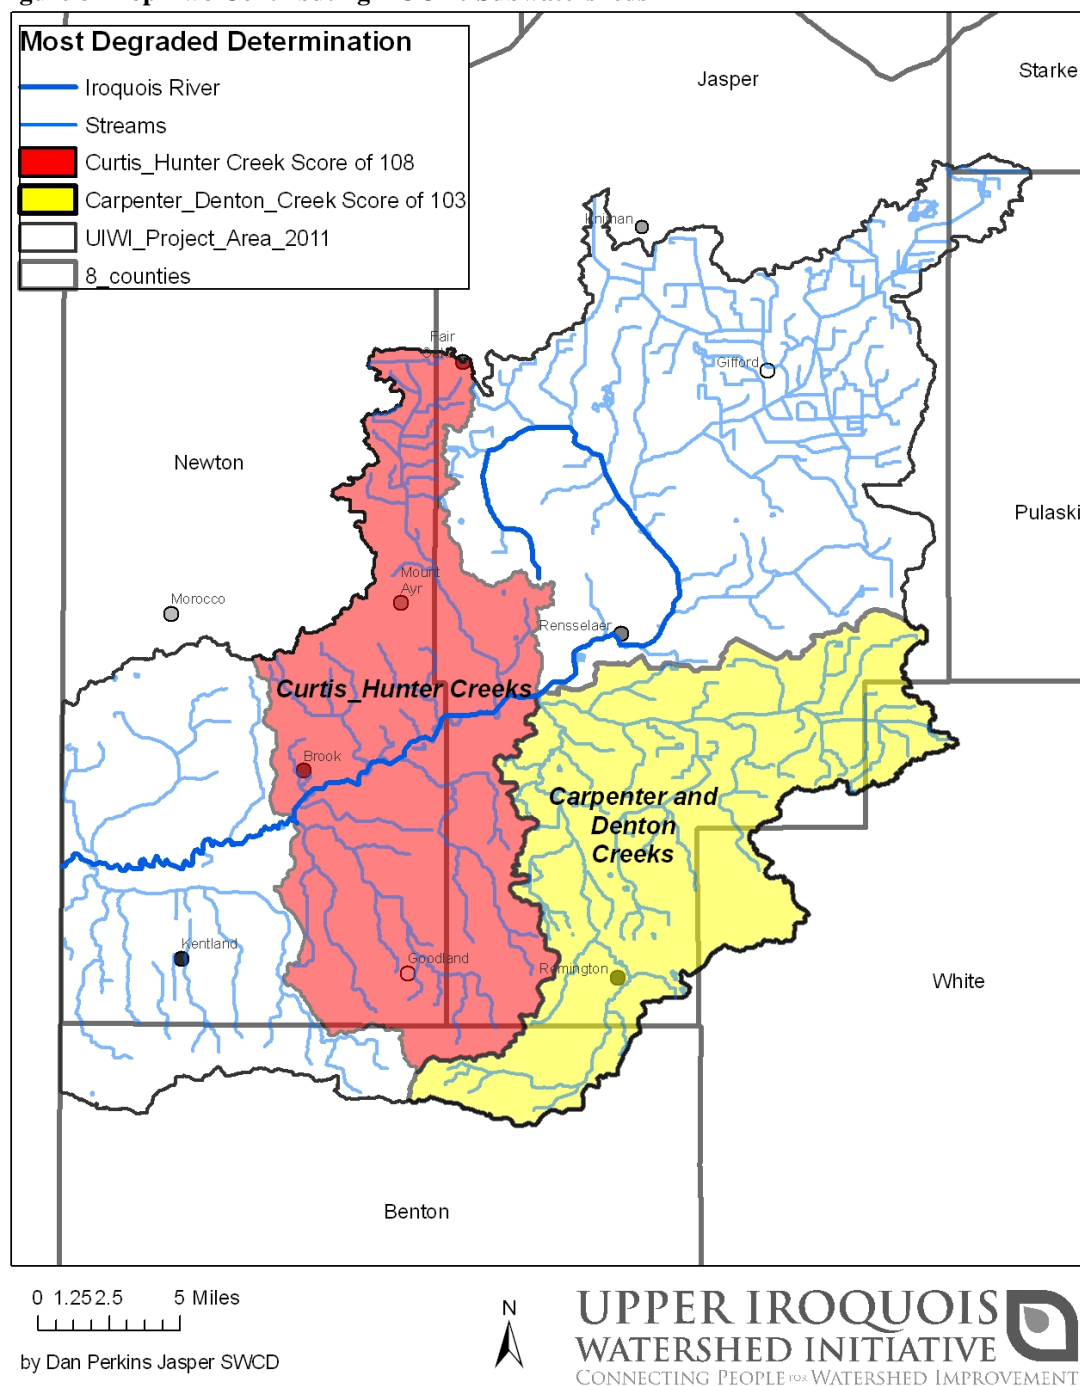 Most Degraded Determination
Iroquois River
Streams
Curtis_Hunter Creek Score of 108
Carpenter_Denton_Creek Score of 103
UIWI_Project_Area_2011
8_counties
Jasper
Starke
Kniman
Fair
Gifford
Newton
Pulaski
Mount
Ayr
Morocco
Rensselaer
Curtis_Hunter Creeks
Brook
Carpenter and
Denton
Creeks
Kentland
Goodland
Remington
White
Benton
0 1.25 2.5 5 Miles
N
by Dan Perkins Jasper SWCD
UPPER IROQUOIS
WATERSHED INITIATIVE
CONNECTING PEOPLE FOR WATERSHED IMPROVEMENT